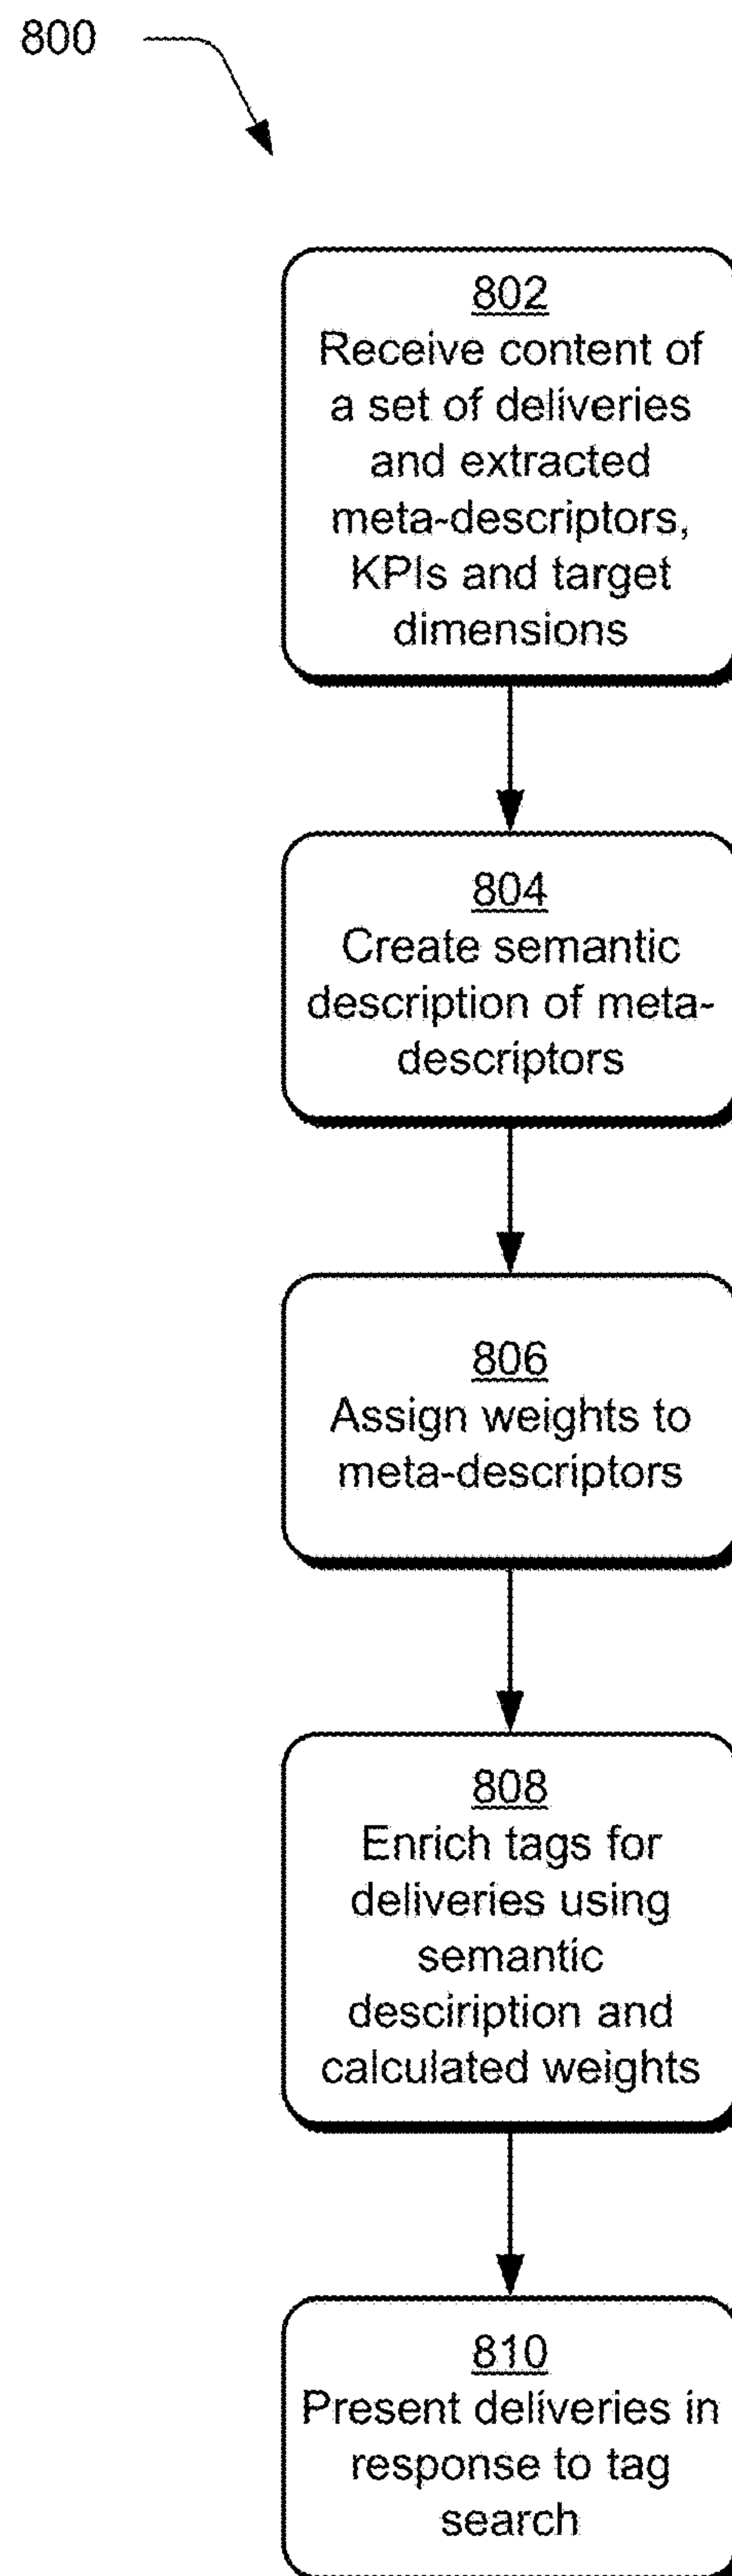 800
802
Receive content of
a set of deliveries
and extracted
meta-descriptors,
KPIs and target
dimensions
804
Create semantic
description of meta-
descriptors
806
Assign weights to
meta-descriptors
808
Enrich tags for
deliveries using
semantic
desciription and
calculated weights
810
Present deliveries in
response to tag
search